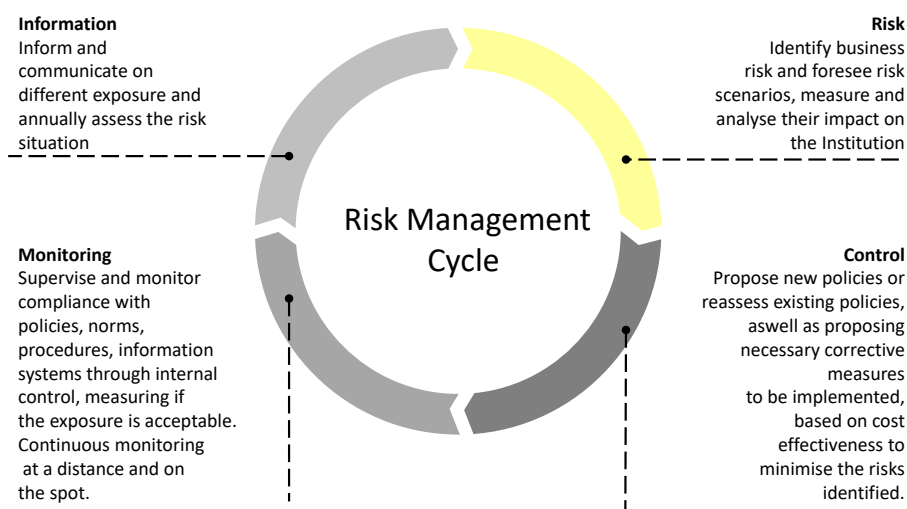 Information
Inform and
communicate on
different exposure and
annually assess the risk
situation
Risk
Identify business
risk and foresee risk
scenarios, measure and
analyse their impact on
the Institution
Risk Management
Cycle
Monitoring
Supervise and monitor
compliance with
policies, norms,
procedures, information
systems through internal
control, measuring if
the exposure is acceptable.
Continuous monitoring
at a distance and on
the spot.
Control
Propose new policies or
reassess existing policies,
aswell as proposing
necessary corrective
measures
to be implemented,
based on cost
effectiveness to
minimise the risks
identified.